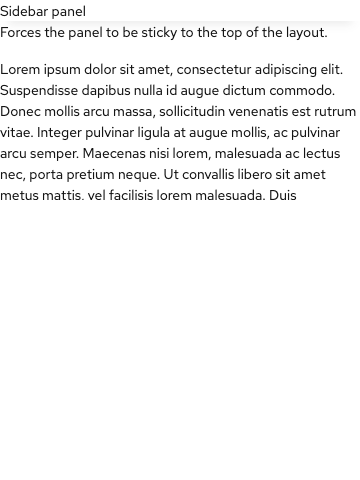 Sidebar panel
Forces the panel to be sticky to the top of the layout.
Lorem ipsum dolor sit amet, consectetur adipiscing elit.
Suspendisse dapibus nulla id augue dictum commodo.
Donec mollis arcu massa, sollicitudin venenatis est rutrum
vitae. Integer pulvinar ligula at augue mollis, ac pulvinar
arcu semper. Maecenas nisi lorem, malesuada ac lectus
nec, porta pretium neque. Ut convallis libero sit amet
metus mattis. vel facilisis lorem malesuada. Duis